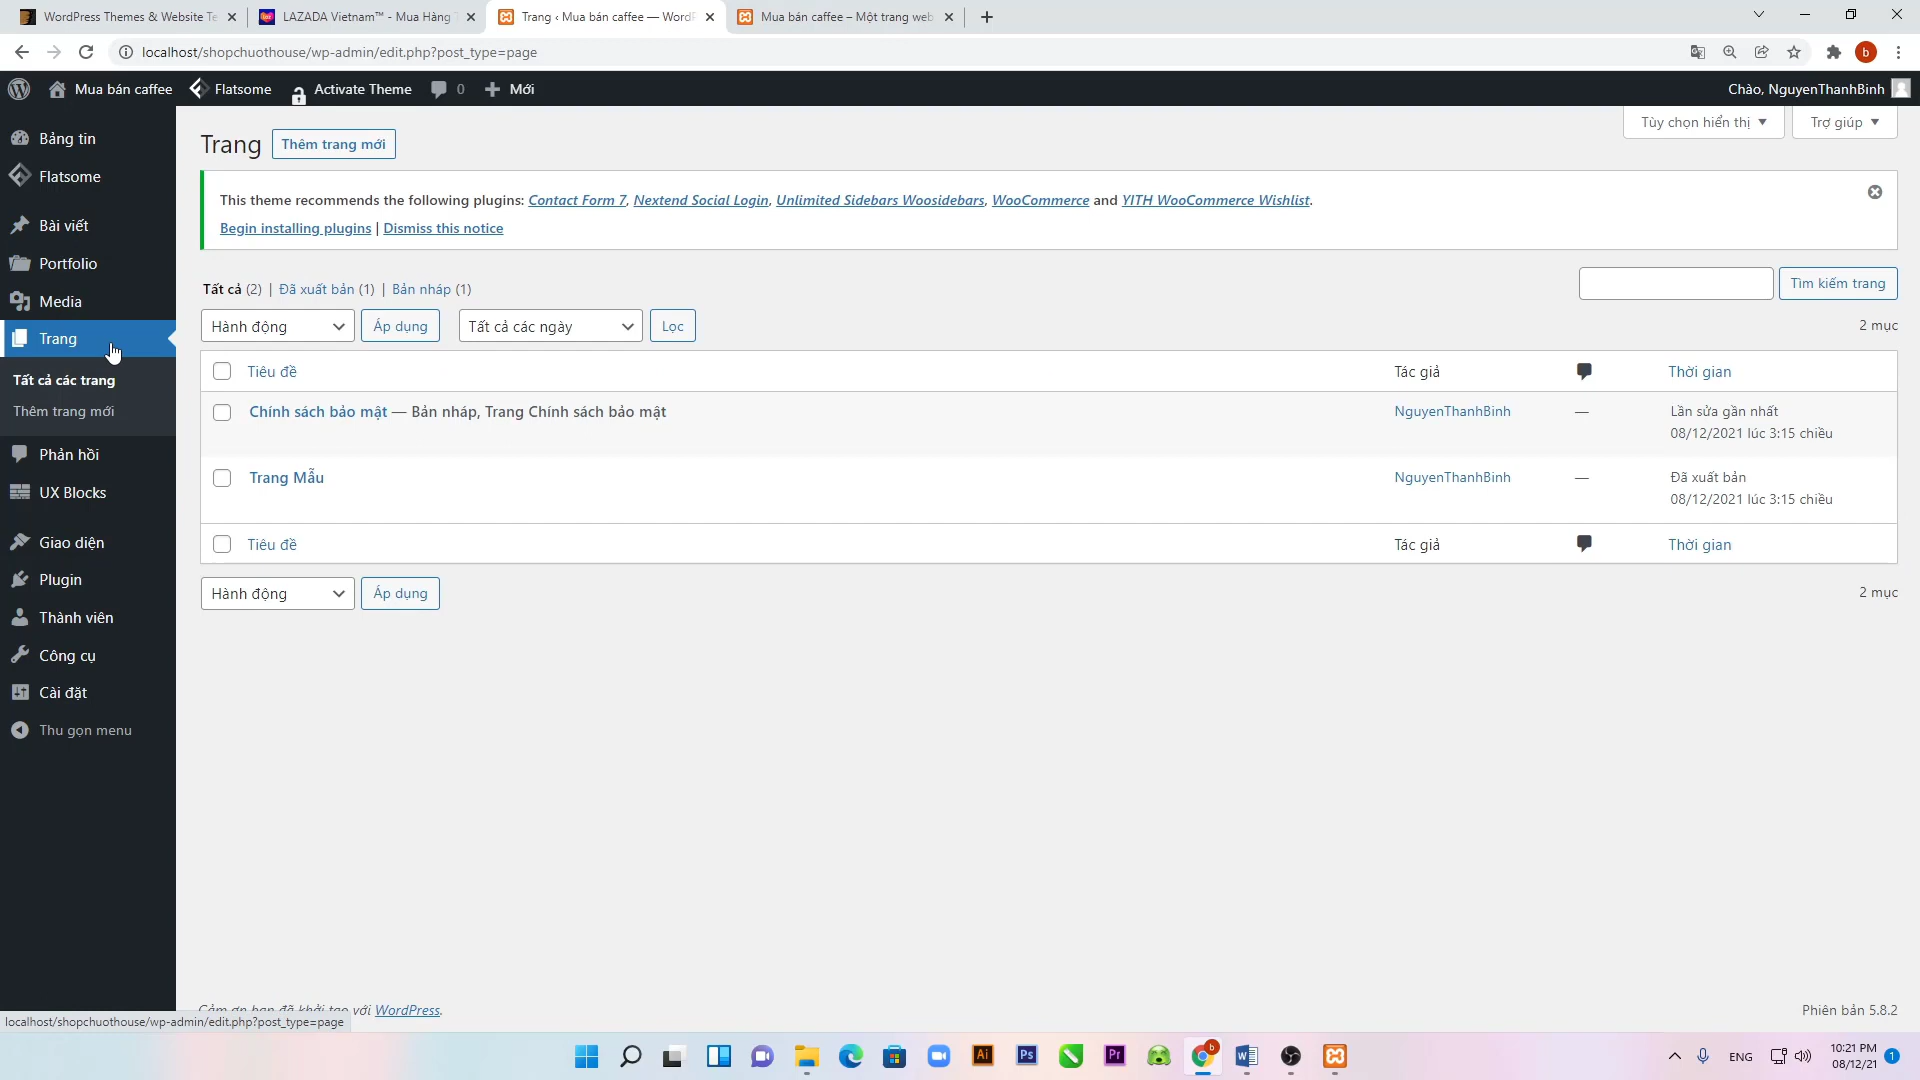 WordPress Themes & Website Te
LAZADA Vietnam™ - Mua Hàng T
Trang ‹ Mua bán caffee — WordP
Mua bán caffee – Một trang web
localhost/shopchuothouse/wp-admin/edit.php?post_type=page
b
Mua bán caffee
Flatsome
Activate Theme
0
Mới
Chào, NguyenThanhBinh
Bảng tin
Flatsome
Bài viết
Portfolio
Media
Trang
Tất cả các trang
Thêm trang mới
Phản hồi
UX Blocks
Giao diện
Plugin
Thành viên
Công cụ
Cài đặt
Thu gọn menu
Tùy chọn hiển thị
Trợ giúp
Trang
Thêm trang mới
This theme recommends the following plugins: Contact Form 7, Nextend Social Login, Unlimited Sidebars Woosidebars, WooCommerce and YITH WooCommerce Wishlist.
Begin installing plugins | Dismiss this notice
Tất cả (2) | Đã xuất bản (1) | Bản nháp (1)
Tìm kiếm trang
Hành động
Áp dụng
Tất cả các ngày
Lọc
2 mục
Tiêu đề
Tác giả
Thời gian
Chính sách bảo mật — Bản nháp, Trang Chính sách bảo mật
NguyenThanhBinh
—
Lần sửa gần nhất
08/12/2021 lúc 3:15 chiều
Trang Mẫu
NguyenThanhBinh
—
Đã xuất bản
08/12/2021 lúc 3:15 chiều
Tiêu đề
Tác giả
Thời gian
Hành động
Áp dụng
2 mục
Cảm ơn bạn đã khởi tạo với WordPress.
Phiên bản 5.8.2
localhost/shopchuothouse/wp-admin/edit.php?post_type=page
Ai
Ps
Pr
b
ENG
10:21 PM
08/12/21
1